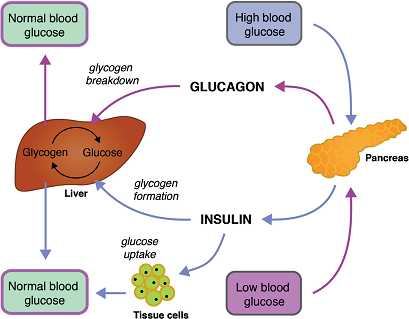 Normal blood
glucose
High blood
glucose
glycogen
breakdown
GLUCAGON
Glycogen
Glucose
Liver
Pancreas
glycogen
formation
INSULIN
glucose
uptake
Normal blood
glucose
Tissue cells
Low blood
glucose